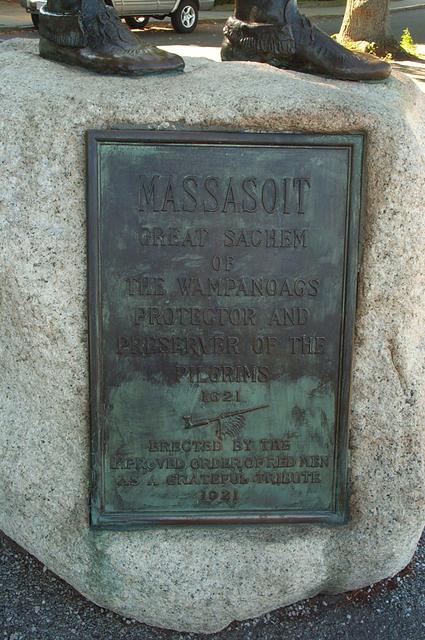 MASSASOIT
GREAT SACHEM
OF
THE WAMPANOAGS
PROTECTOR AND
PRESERVER OF THE
PILGRIMS
1621
ERECTED BY THE
IMPROVED ORDER OF RED MEN
AS A GRATEFUL TRIBUTE
1921